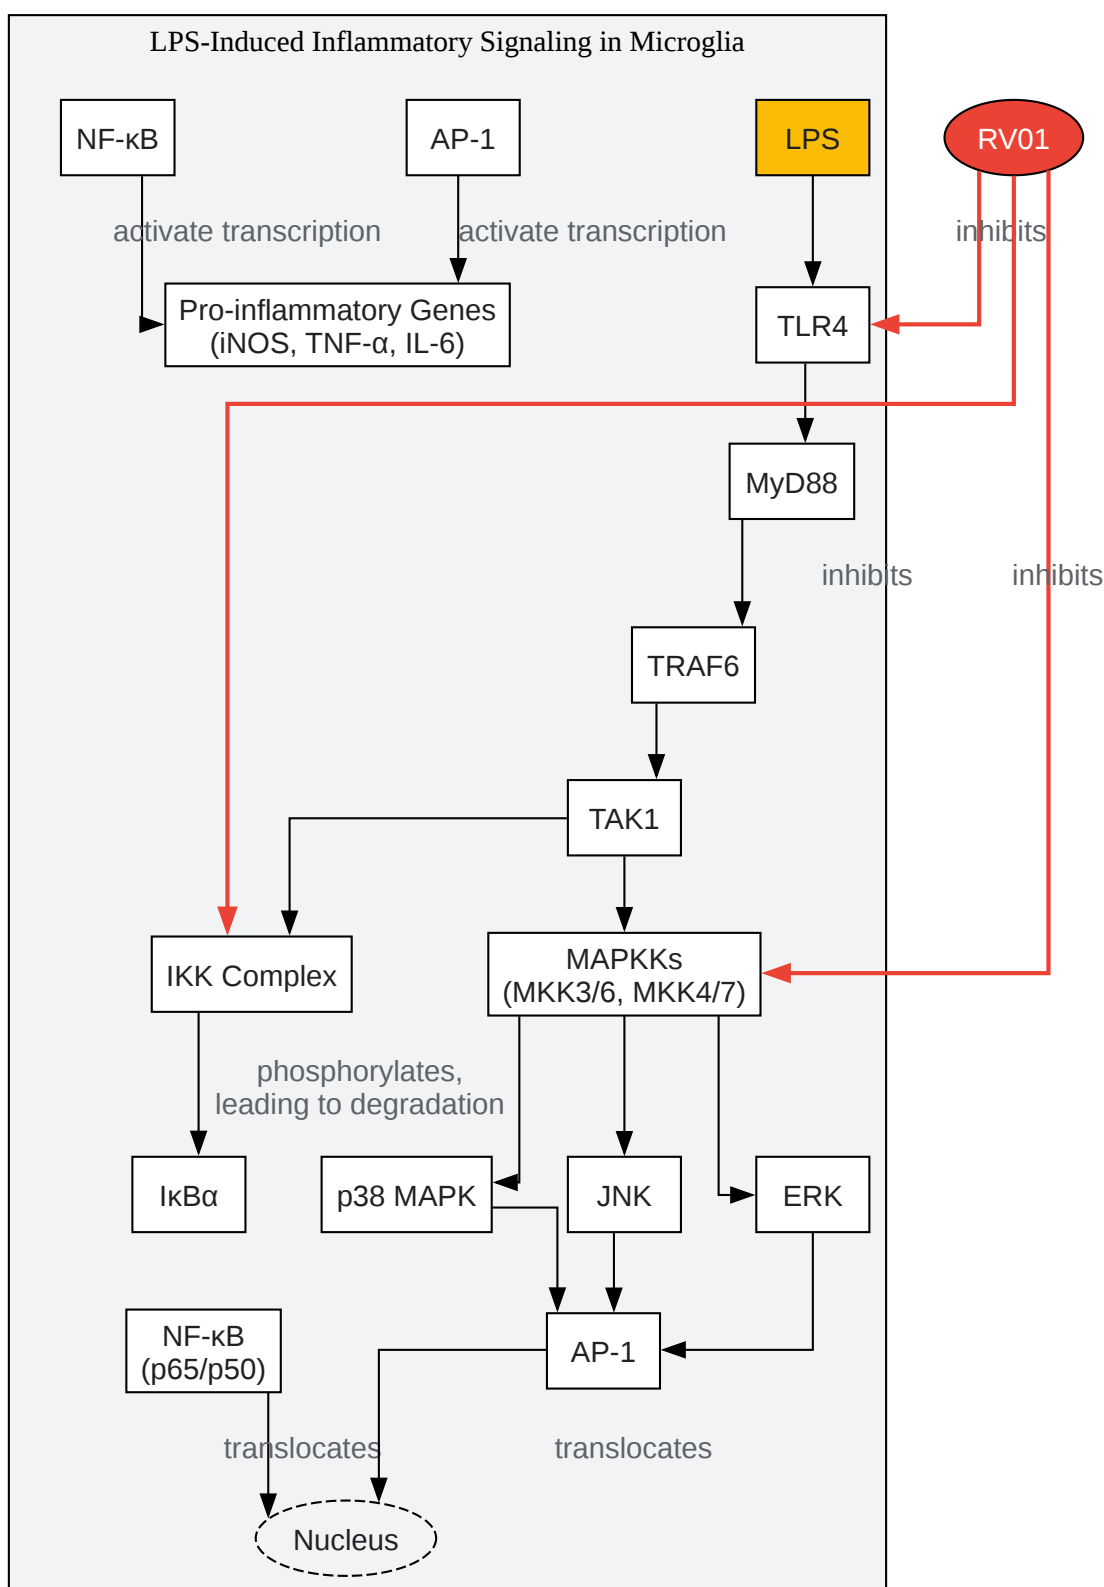 LPS-Induced Inflammatory Signaling in Microglia
NF-κB
AP-1
LPS
RV01
activate transcription
activate transcription
inhibits
Pro-inflammatory Genes
(iNOS, TNF-α, IL-6)
TLR4
MyD88
inhibits
inhibits
TRAF6
TAK1
IKK Complex
MAPKKs
(MKK3/6, MKK4/7)
phosphorylates,
leading to degradation
IκBα
p38 MAPK
JNK
ERK
NF-κB
(p65/p50)
AP-1
translocates
translocates
Nucleus